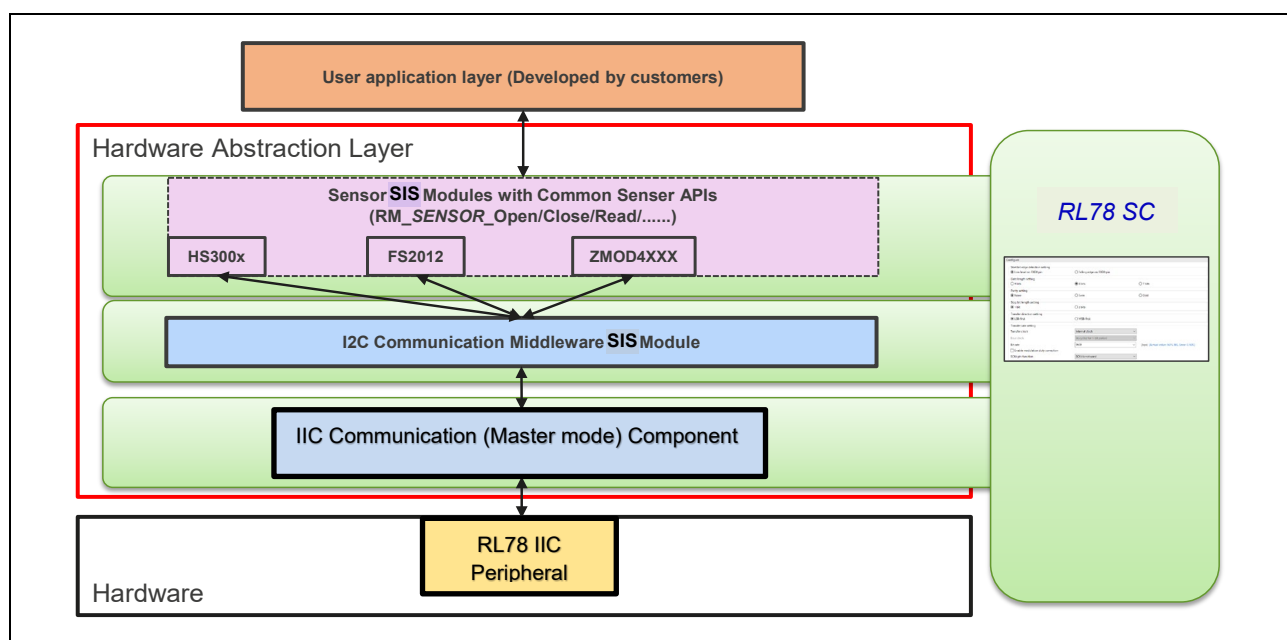 User application layer (Developed by customers)
Hardware Abstraction Layer
Sensor SIS Modules with Common Senser APIs
(RM_SENSOR_Open/Close/Read/......)
HS300x
FS2012
ZMOD4XXX
I2C Communication Middleware SIS Module
IIC Communication (Master mode) Component
RL78 IIC
Peripheral
Hardware
RL78 SC